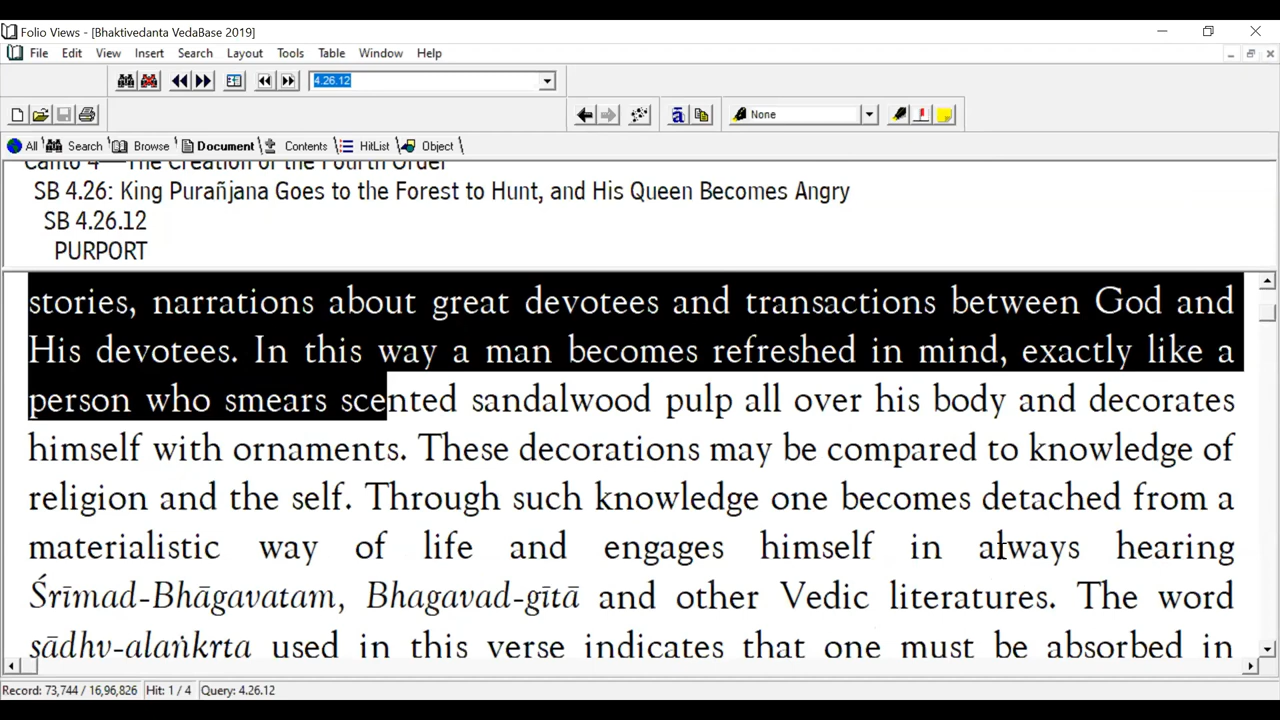 Folio Views - [Bhaktivedanta VedaBase 2019]
File Edit View Insert Search Layout Tools Table Window Help
4.26.12
None
All Search Browse Document Contents HitList Object
Canto 4—The Creation of the Fourth Order
SB 4.26: King Purañjana Goes to the Forest to Hunt, and His Queen Becomes Angry
SB 4.26.12
PURPORT
stories, narrations about great devotees and transactions between God and
His devotees. In this way a man becomes refreshed in mind, exactly like a
person who smears scented sandalwood pulp all over his body and decorates
himself with ornaments. These decorations may be compared to knowledge of
religion and the self. Through such knowledge one becomes detached from a
materialistic way of life and engages himself in always hearing
Śrīmad-Bhāgavatam, Bhagavad-gītā and other Vedic literatures. The word
sādhv-alaṅkṛta used in this verse indicates that one must be absorbed in
Record: 73,744 / 16,96,826 Hit: 1 / 4 Query: 4.26.12